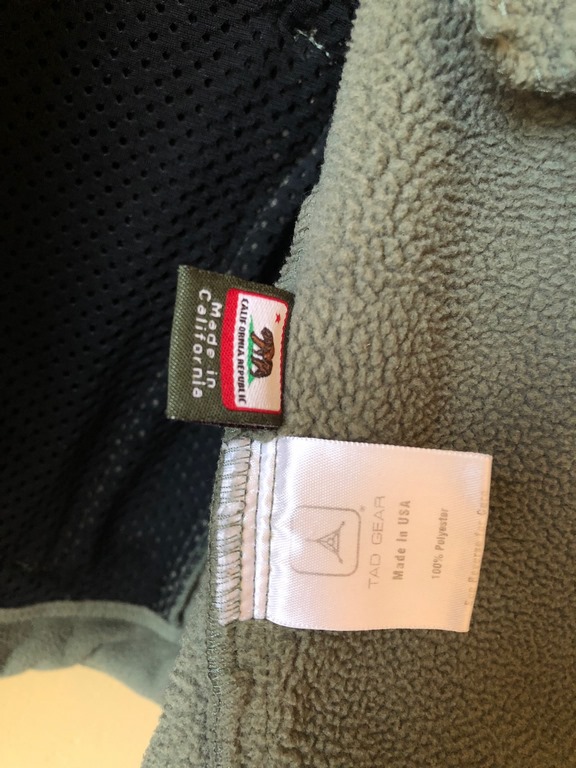 CALIFORNIA REPUBLIC
Made in
California
®
TAD GEAR
Made In USA
100% Polyester